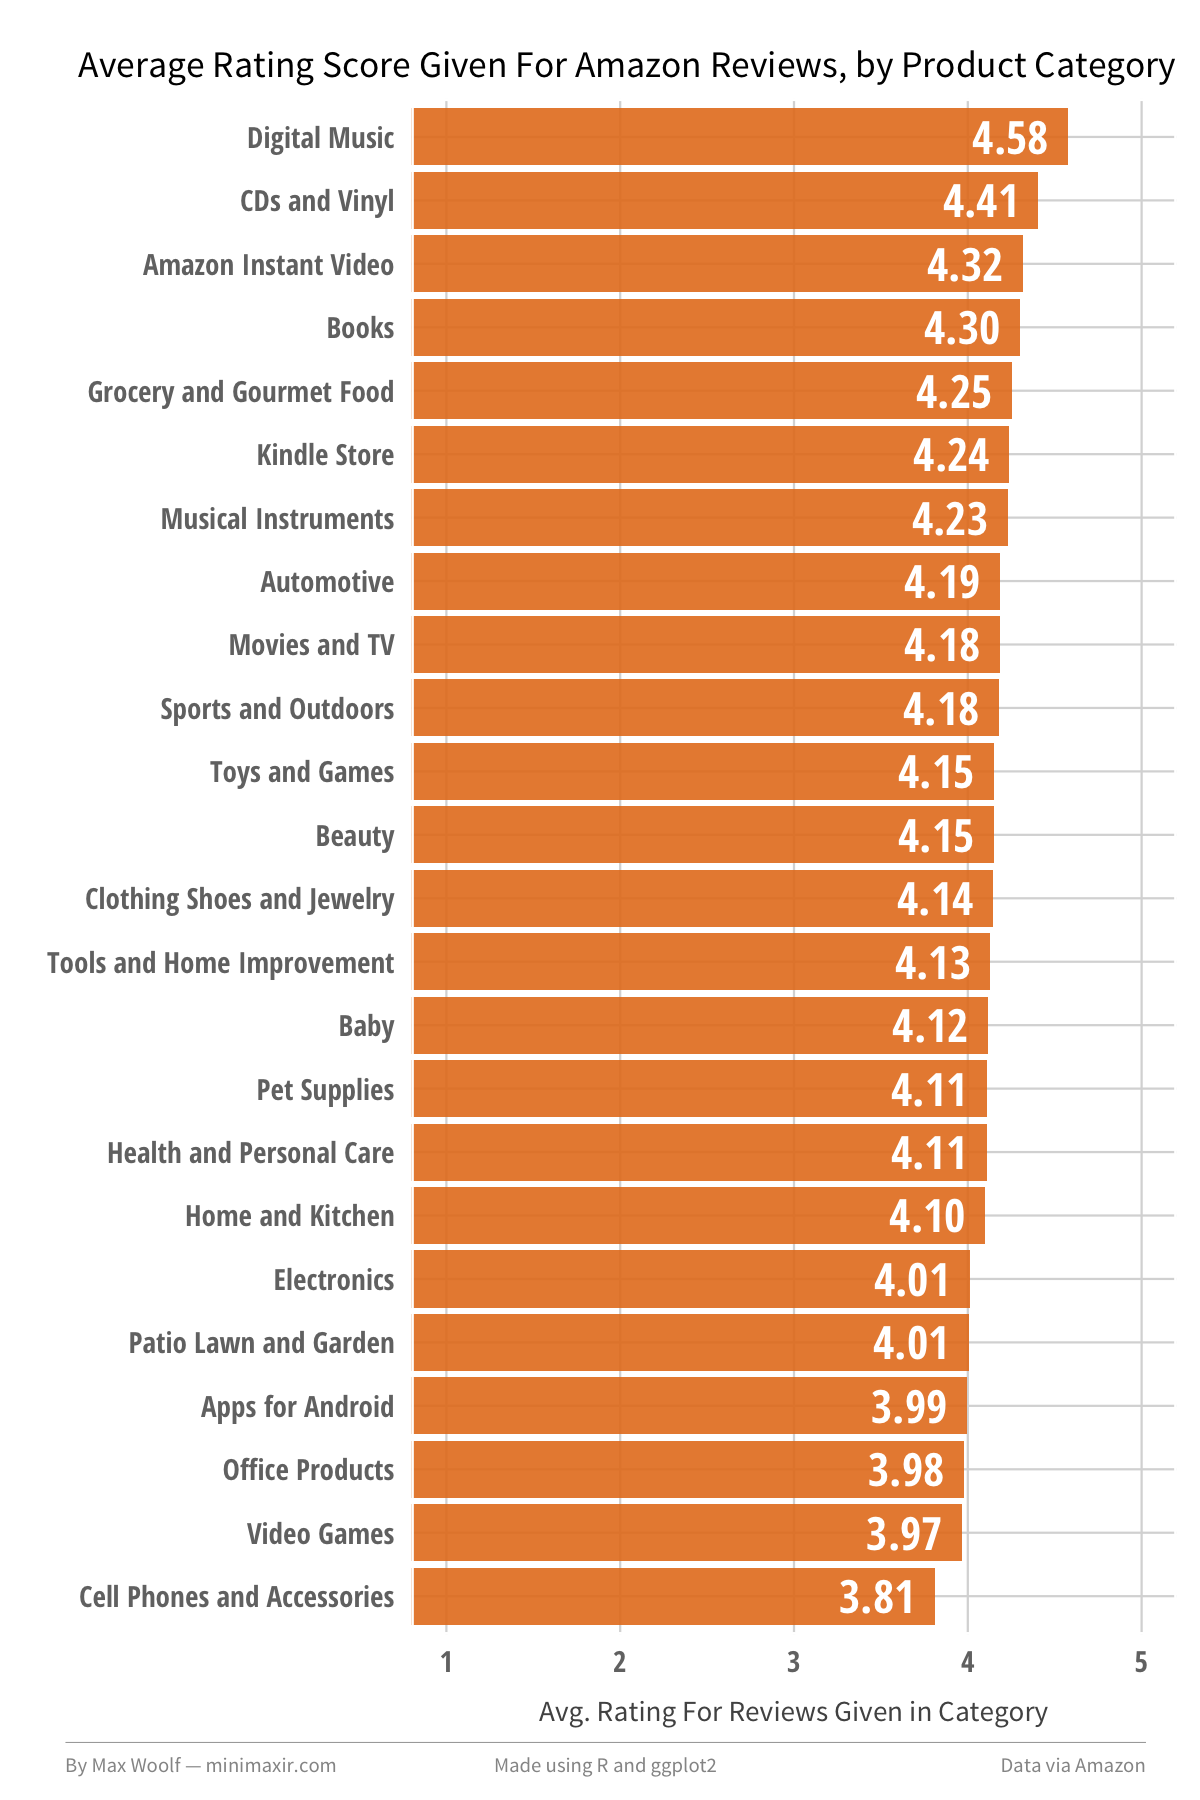 Average Rating Score Given For Amazon Reviews, by Product Category
Digital Music 4.58
CDs and Vinyl 4.41
Amazon Instant Video 4.32
Books 4.30
Grocery and Gourmet Food 4.25
Kindle Store 4.24
Musical Instruments 4.23
Automotive 4.19
Movies and TV 4.18
Sports and Outdoors 4.18
Toys and Games 4.15
Beauty 4.15
Clothing Shoes and Jewelry 4.14
Tools and Home Improvement 4.13
Baby 4.12
Pet Supplies 4.11
Health and Personal Care 4.11
Home and Kitchen 4.10
Electronics 4.01
Patio Lawn and Garden 4.01
Apps for Android 3.99
Office Products 3.98
Video Games 3.97
Cell Phones and Accessories 3.81
1 2 3 4 5
Avg. Rating For Reviews Given in Category
By Max Woolf — minimaxir.com Made using R and ggplot2 Data via Amazon